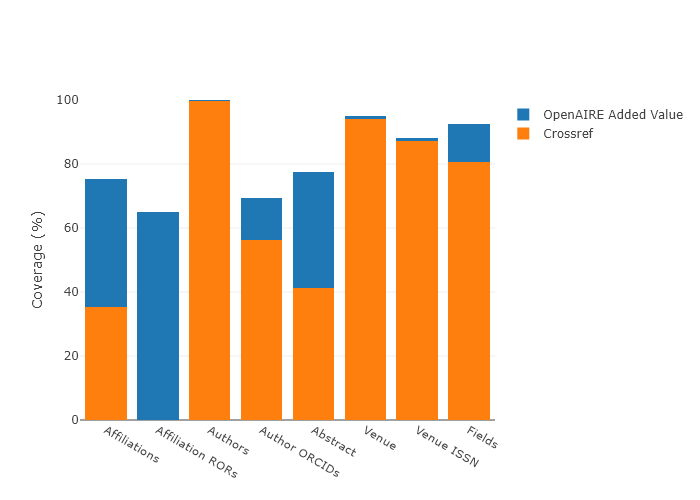 100
80
60
40
20
0
Coverage (%)
Affiliations
Affiliation RORs
Authors
Author ORCIDs
Abstract
Venue
Venue ISSN
Fields
OpenAIRE Added Value
Crossref